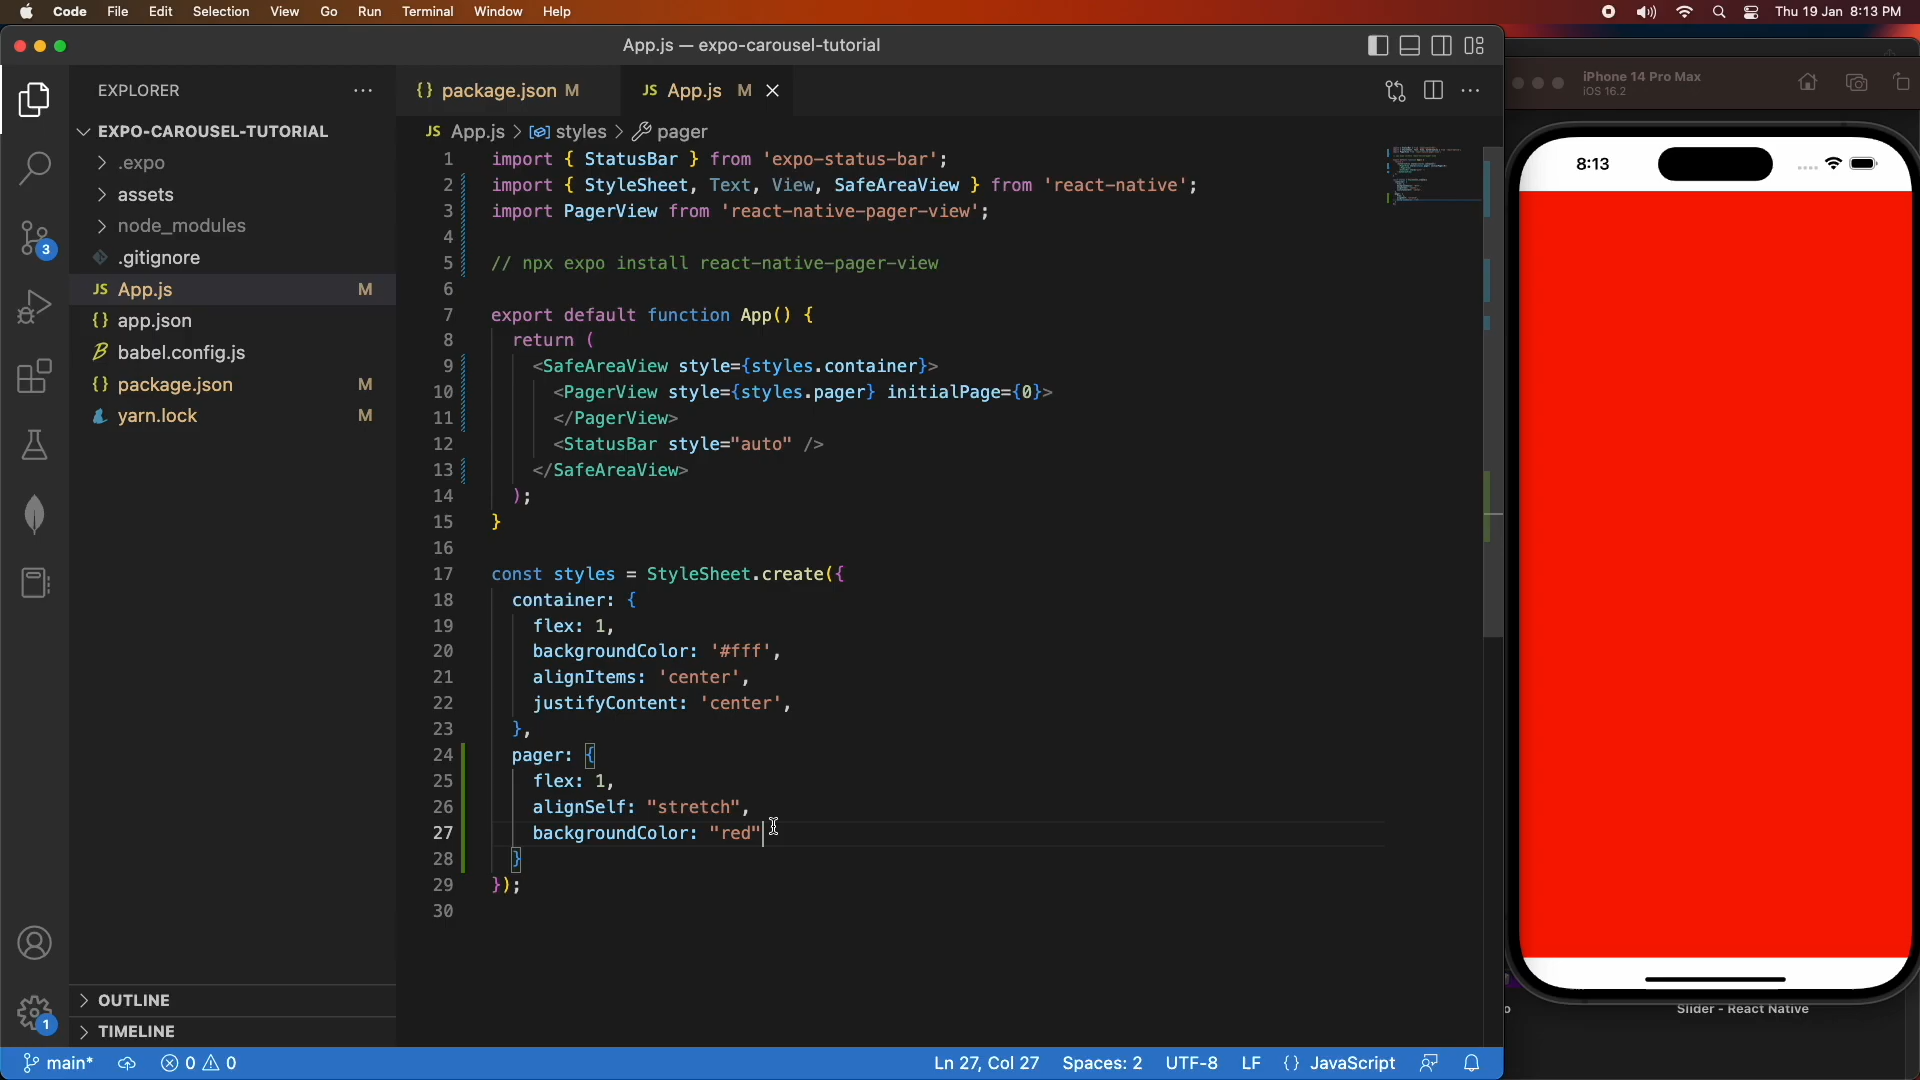 Code File Edit Selection View Go Run Terminal Window Help
Thu 19 Jan 8:13 PM
App.js — expo-carousel-tutorial
EXPLORER
EXPO-CAROUSEL-TUTORIAL
.expo
assets
node_modules
.gitignore
JS App.js M
{} app.json
babel.config.js
{} package.json M
yarn.lock M
OUTLINE
TIMELINE
3
1
{} package.json M
JS App.js M
JS App.js > styles > pager
1 import { StatusBar } from 'expo-status-bar';
2 import { StyleSheet, Text, View, SafeAreaView } from 'react-native';
3 import PagerView from 'react-native-pager-view';
4
5 // npx expo install react-native-pager-view
6
7 export default function App() {
8 return (
9 <SafeAreaView style={styles.container}>
10 <PagerView style={styles.pager} initialPage={0}>
11 </PagerView>
12 <StatusBar style="auto" />
13 </SafeAreaView>
14 );
15 }
16
17 const styles = StyleSheet.create({
18 container: {
19 flex: 1,
20 backgroundColor: '#fff',
21 alignItems: 'center',
22 justifyContent: 'center',
23 },
24 pager: {
25 flex: 1,
26 alignSelf: "stretch",
27 backgroundColor: "red"
28 }
29 });
30
iPhone 14 Pro Max
iOS 16.2
8:13
Slider - React Native
main* 0 0
Ln 27, Col 27 Spaces: 2 UTF-8 LF {} JavaScript